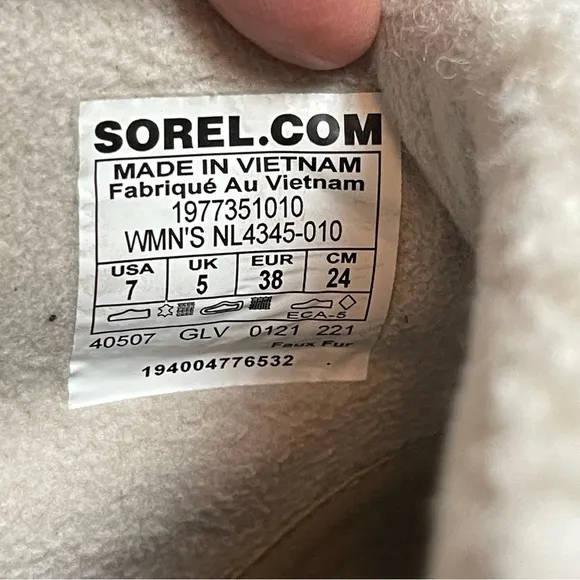 SOREL.COM
MADE IN VIETNAM
Fabriqué Au Vietnam
1977351010
WMN'S NL4345-010
USA UK EUR CM
7 5 38 24
ECA-5
40507 GLV 0121 221
Faux Fur
194004776532